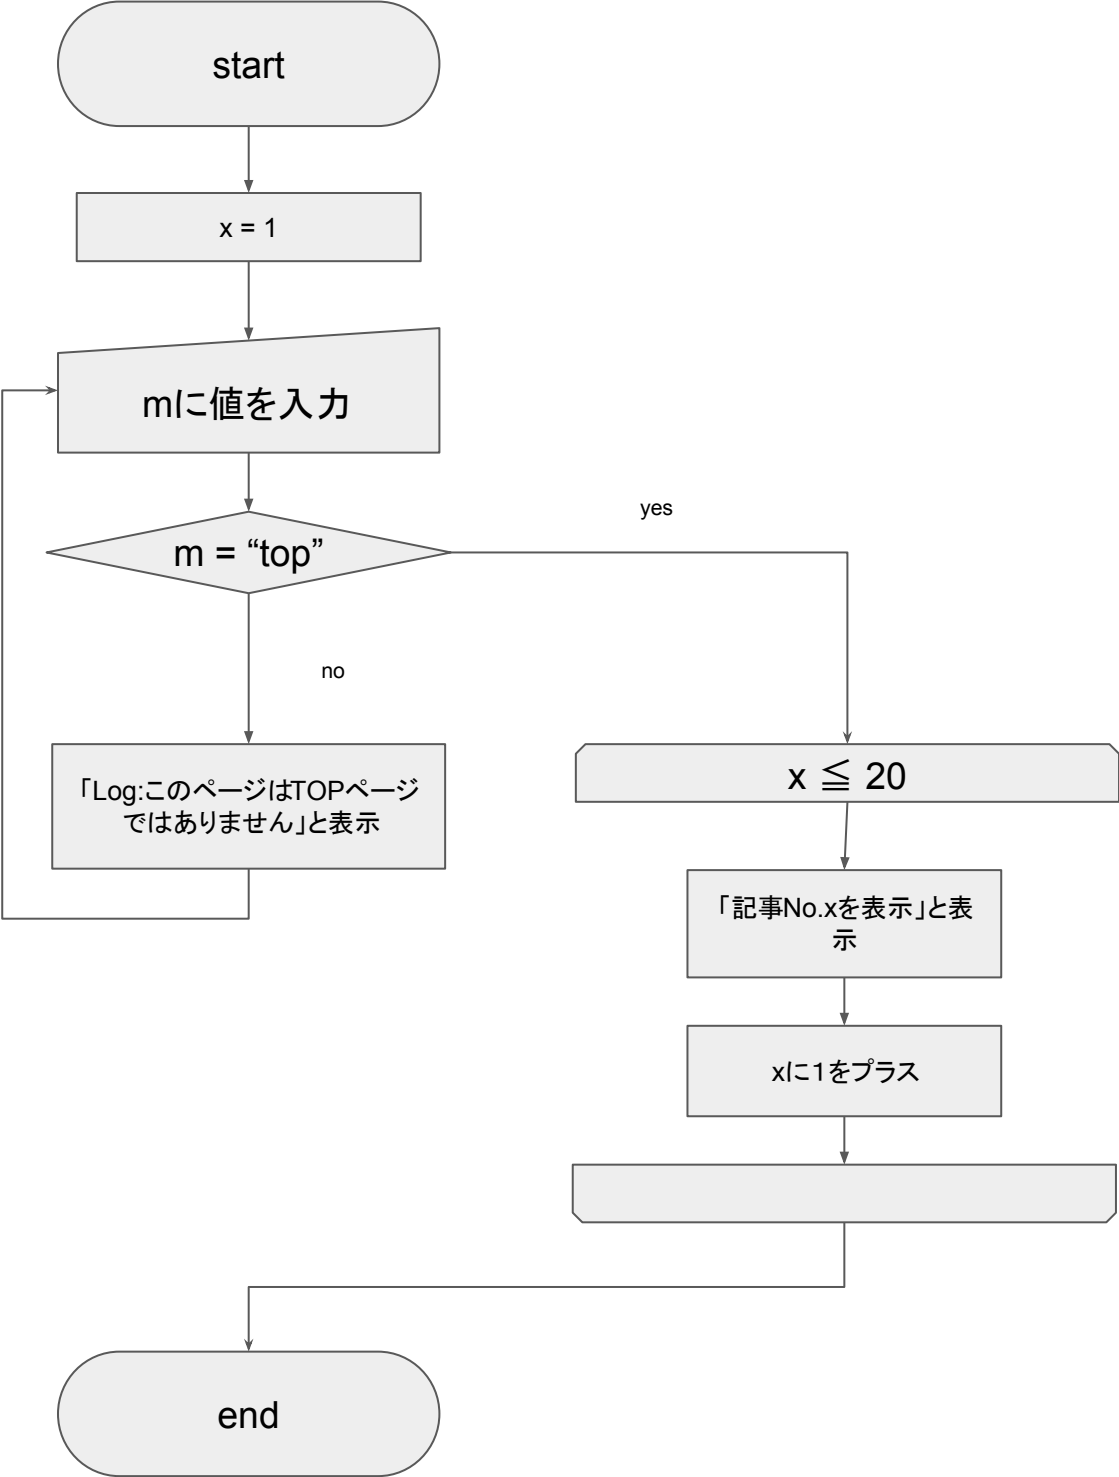 start
x = 1
mに値を入力
m = “top”
yes
no
「Log:このページはTOPページ
ではありません」と表示
x ≦ 20
「記事No.xを表示」と表
示
xに１をプラス
end